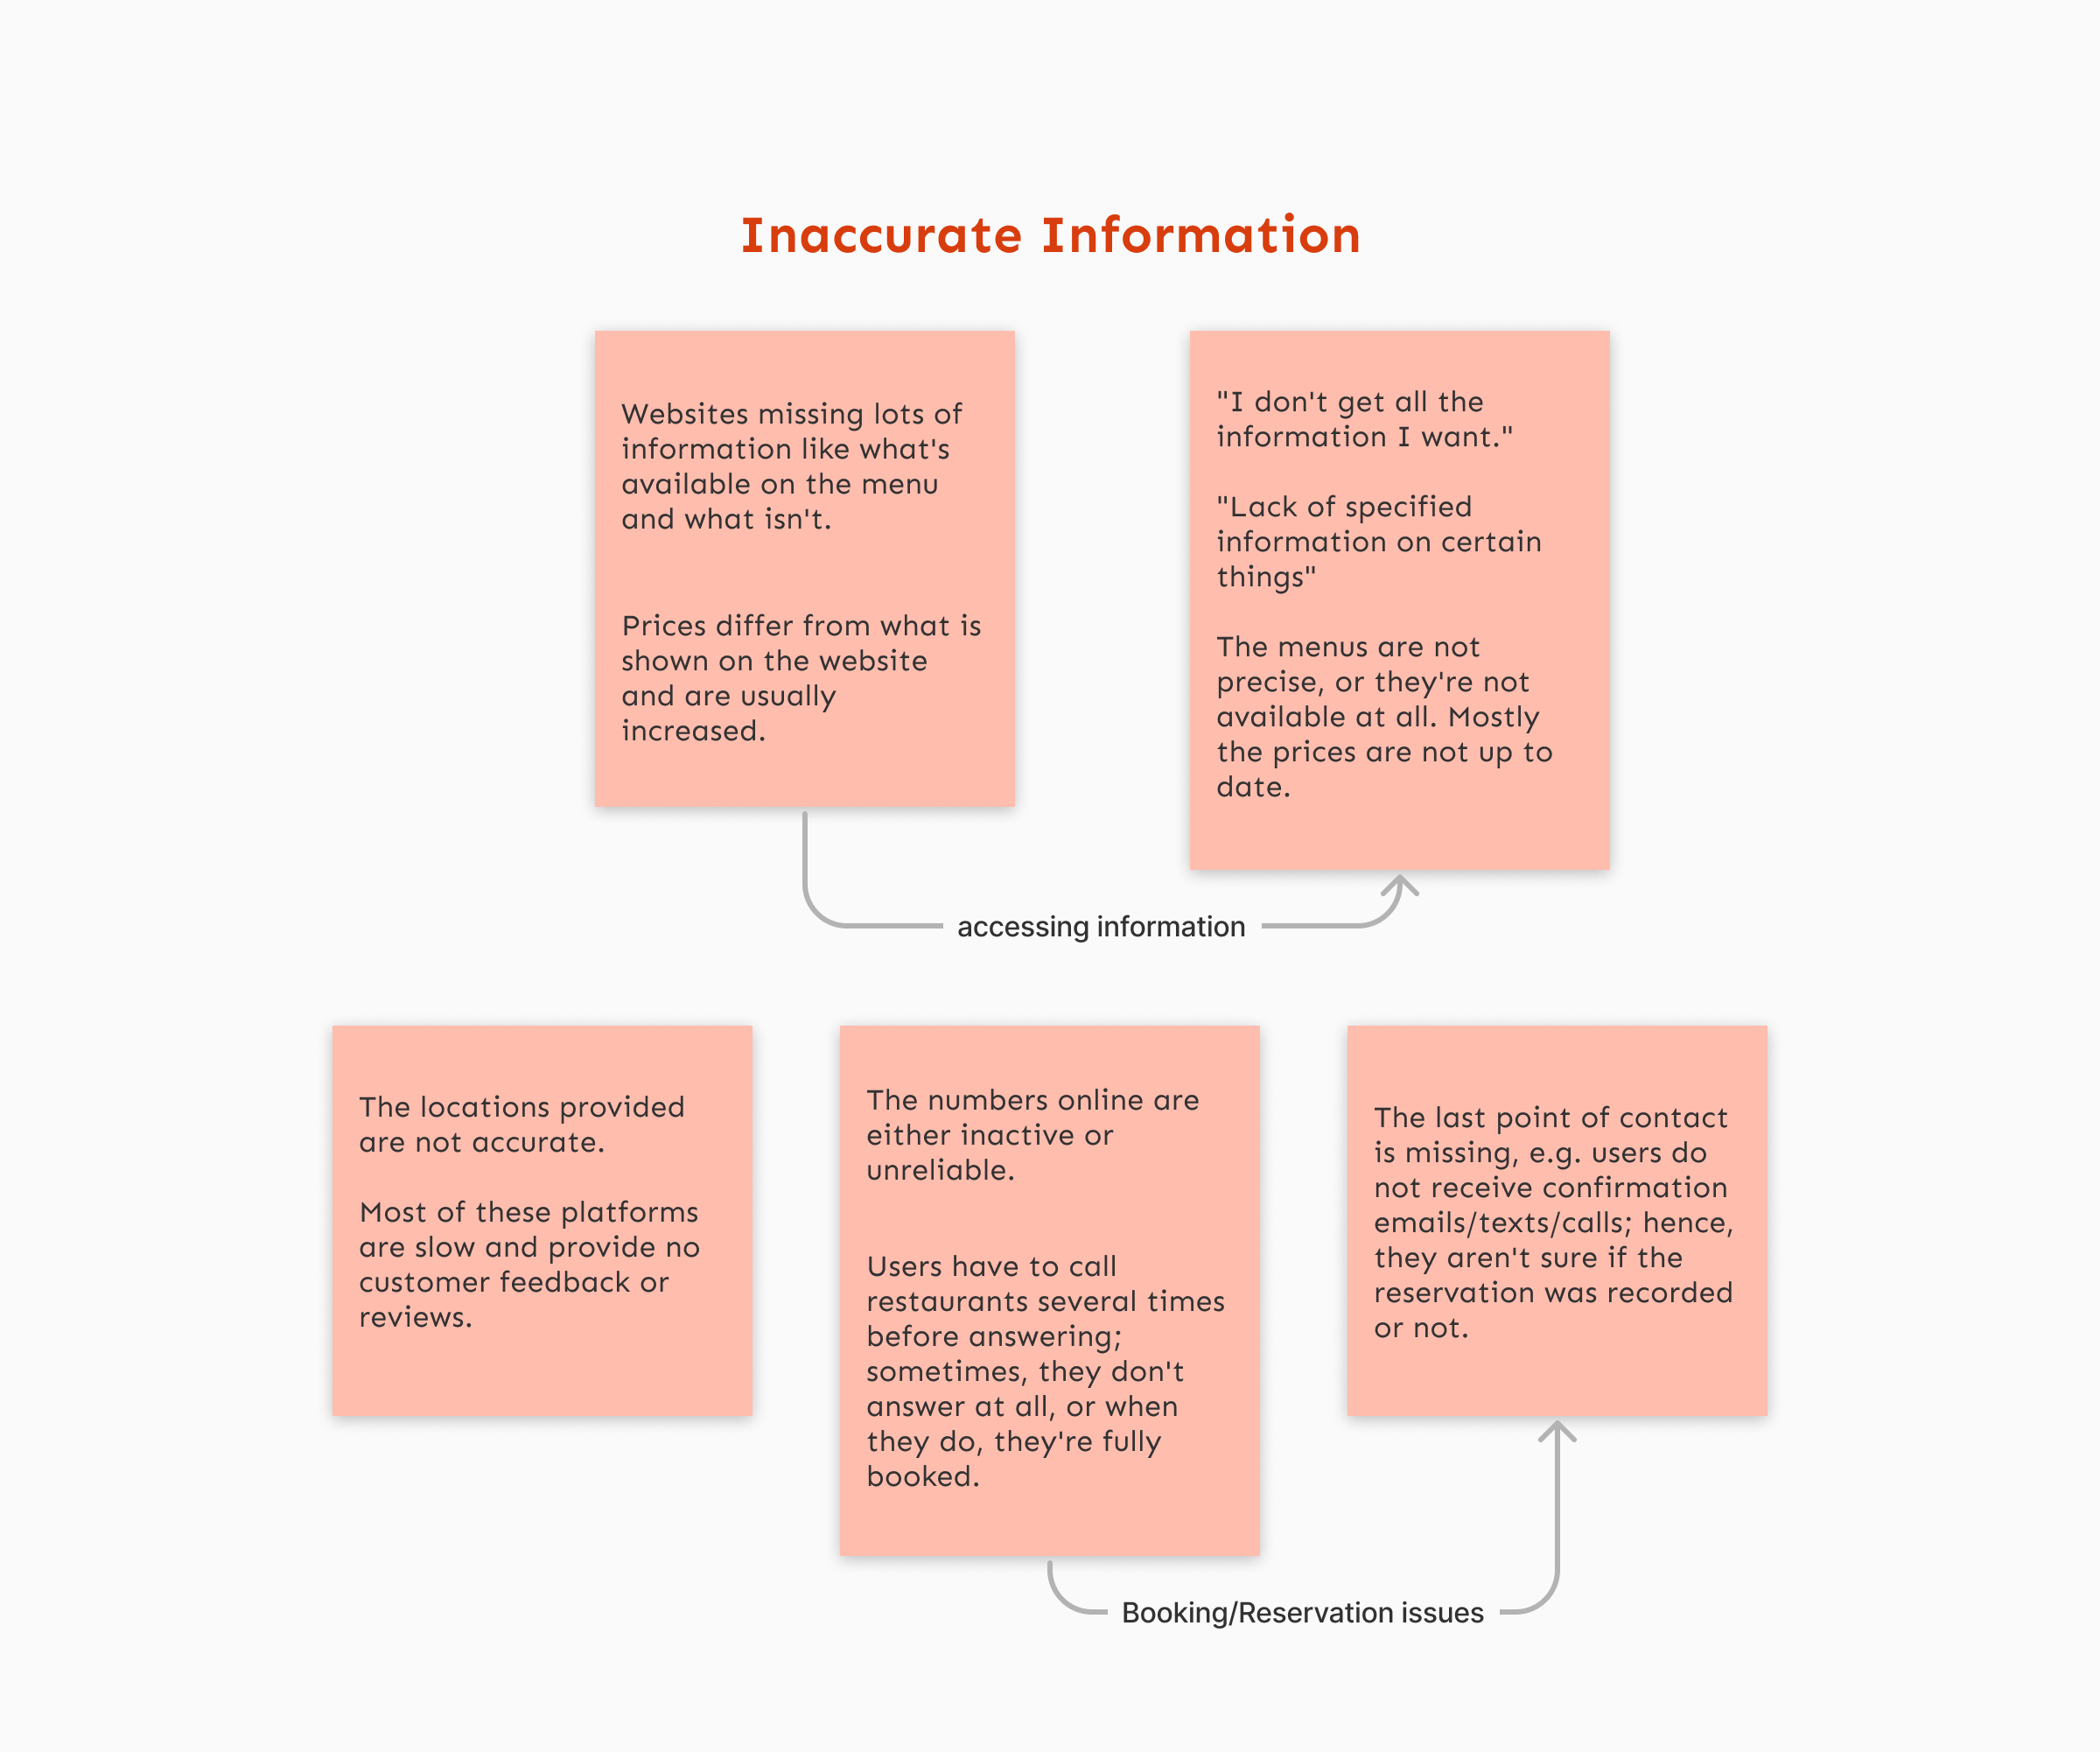 Inaccurate Information
Websites missing lots of
information like what's
available on the menu
and what isn't.
Prices differ from what is
shown on the website
and are usually
increased.
"I don't get all the
information I want."
"Lack of specified
information on certain
things"
The menus are not
precise, or they're not
available at all. Mostly
the prices are not up to
date.
accessing information
The locations provided
are not accurate.
Most of these platforms
are slow and provide no
customer feedback or
reviews.
The numbers online are
either inactive or
unreliable.
Users have to call
restaurants several times
before answering;
sometimes, they don't
answer at all, or when
they do, they're fully
booked.
The last point of contact
is missing, e.g. users do
not receive confirmation
emails/texts/calls; hence,
they aren't sure if the
reservation was recorded
or not.
Booking/Reservation issues